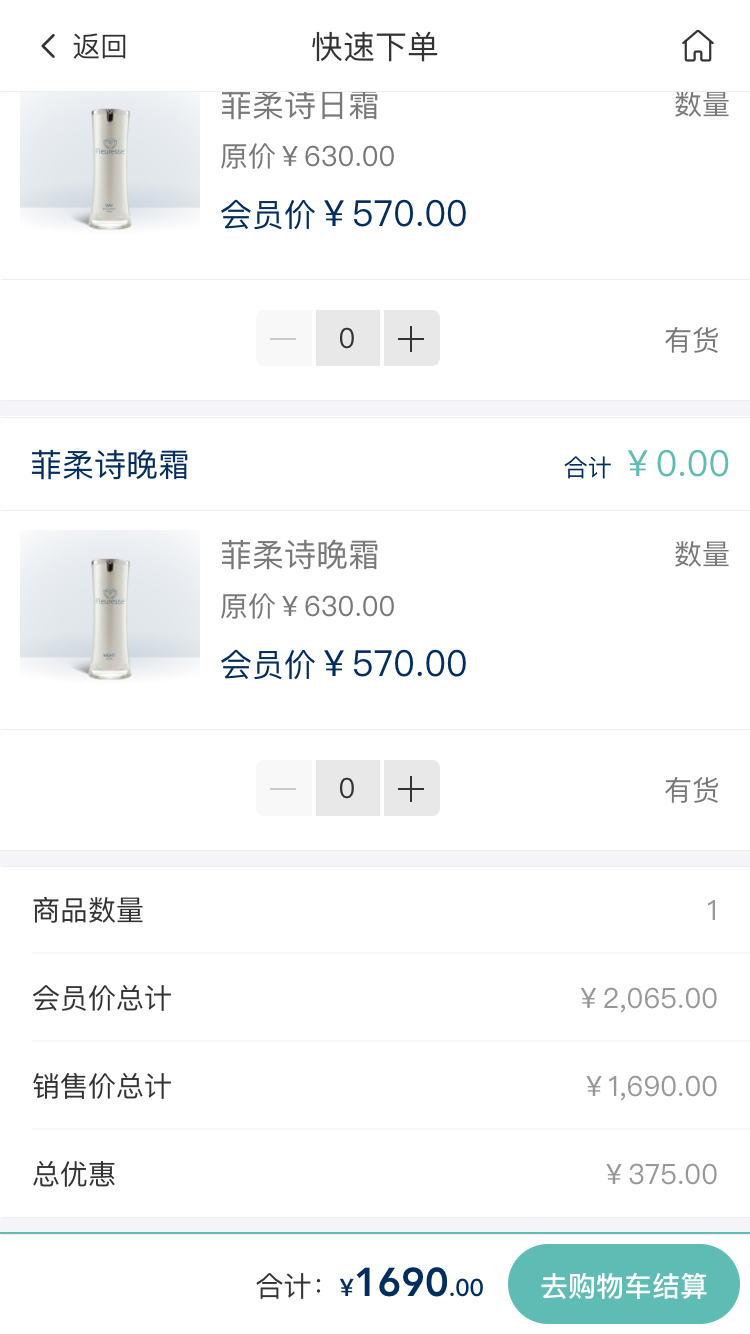 返回
快速下单
菲柔诗日霜
数量
Fleuresse
原价￥630.00
会员价￥570.00
0
有货
菲柔诗晚霜
合计 ￥0.00
菲柔诗晚霜
数量
Fleuresse
原价￥630.00
会员价￥570.00
NIGHT
0
有货
商品数量
1
会员价总计
￥2,065.00
销售价总计
￥1,690.00
总优惠
￥375.00
合计：¥1690.00
去购物车结算